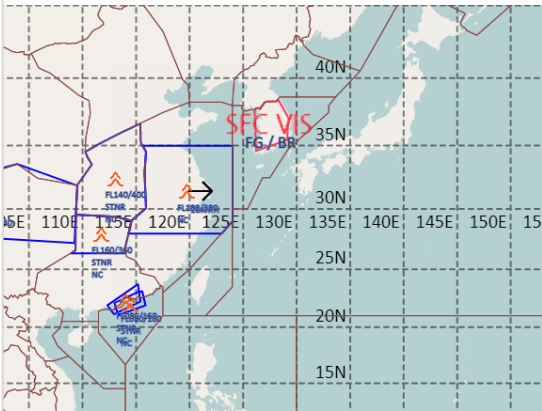 40N
SFC VIS
35N
FG / BR
FL140/400
STNR
30N
NC
110E
115E
120E
125E
130E
135E
140E
145E
150E
FL160/360
STNR
NC
25N
20N
STNR
NC
15N